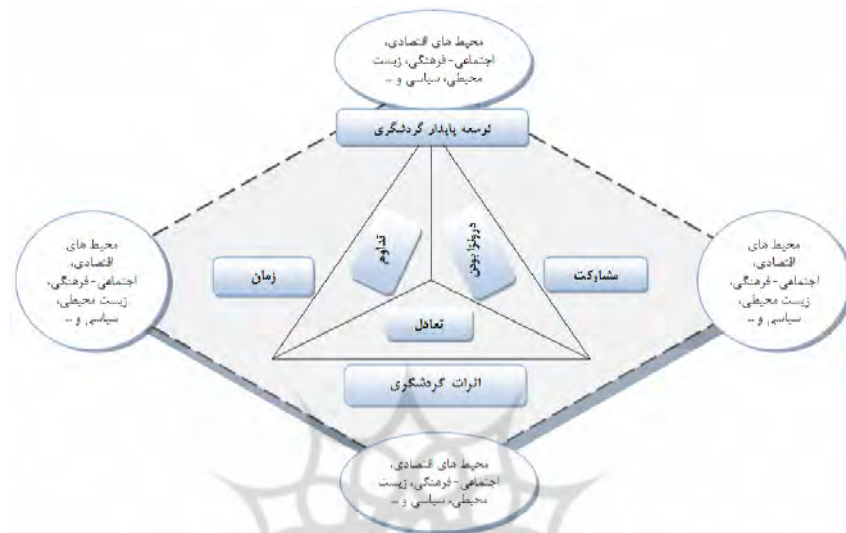 محیط های اقتصادی،
اجتماعی-فرهنگی، زیست
محیطی، سیاسی و ...
توسعه پایدار گردشگری
محیط های
اقتصادی،
اجتماعی-فرهنگی،
زیست محیطی،
سیاسی و ...
مشارکت
درونزا بودن
تداوم
زمان
محیط های
اقتصادی،
اجتماعی-فرهنگی،
زیست محیطی،
سیاسی و ...
تعادل
اثرات گردشگری
محیط های اقتصادی،
اجتماعی-فرهنگی، زیست
محیطی، سیاسی و ...